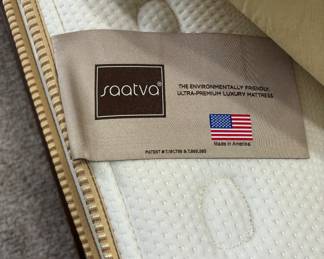 saatva®
THE ENVIRONMENTALLY FRIENDLY,
ULTRA-PREMIUM LUXURY MATTRESS
Made in America